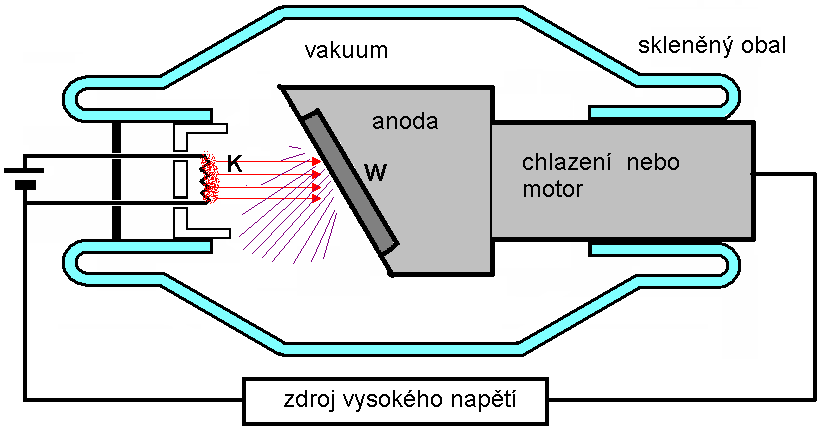 vakuum
skleněný obal
anoda
K
W
chlazení nebo
motor
zdroj vysokého napětí